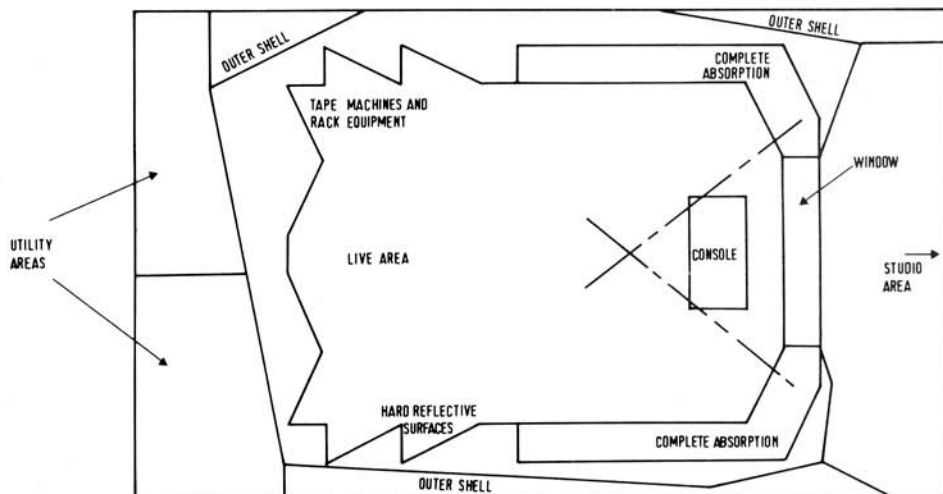 OUTER SHELL
OUTER SHELL
COMPLETE
ABSORPTION
TAPE MACHINES AND
RACK EQUIPMENT
WINDOW
UTILITY
AREAS
LIVE AREA
CONSOLE
STUDIO
AREA
HARD REFLECTIVE
SURFACES
COMPLETE ABSORPTION
OUTER SHELL